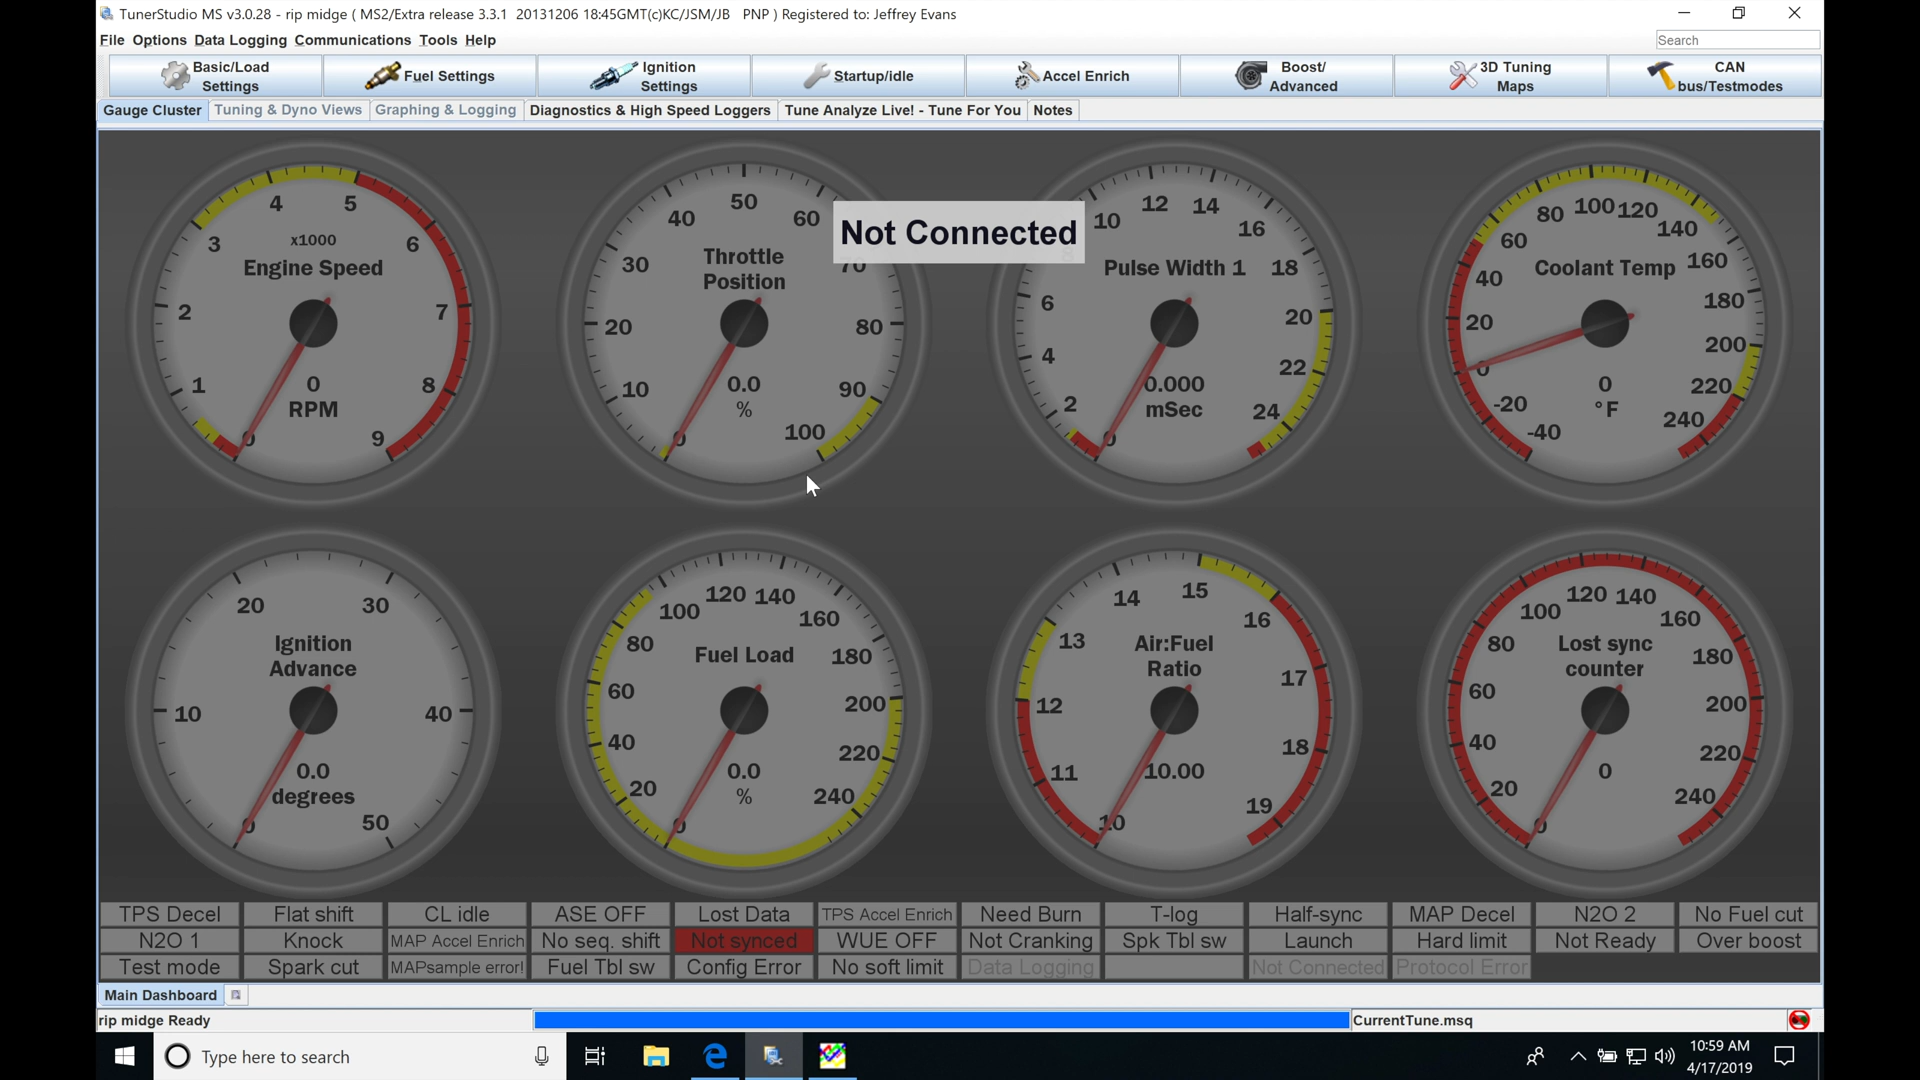 TunerStudio MS v3.0.28 - rip midge ( MS2/Extra release 3.3.1  20131206 18:45GMT(c)KC/JSM/JB   PNP ) Registered to: Jeffrey Evans
File Options Data Logging Communications Tools Help
Search
Basic/Load
Settings
Fuel Settings
Ignition
Settings
Startup/idle
Accel Enrich
Boost/
Advanced
3D Tuning
Maps
CAN
bus/Testmodes
Gauge Cluster Tuning & Dyno Views Graphing & Logging Diagnostics & High Speed Loggers Tune Analyze Live! - Tune For You Notes
Not Connected
0 1 2 3 4 5 6 7 8 9
x1000
Engine Speed
0
RPM
0 10 20 30 40 50 60 70 80 90 100
Throttle
Position
0.0
%
0 2 4 6 8 10 12 14 16 18 20 22 24
Pulse Width 1
0.000
mSec
-40 -20 0 20 40 60 80 100 120 140 160 180 200 220 240
Coolant Temp
0
°F
0 10 20 30 40 50
Ignition
Advance
0.0
degrees
0 20 40 60 80 100 120 140 160 180 200 220 240
Fuel Load
0.0
%
10 11 12 13 14 15 16 17 18 19
Air:Fuel
Ratio
10.00
0 20 40 60 80 100 120 140 160 180 200 220 240
Lost sync
counter
0
TPS Decel Flat shift CL idle ASE OFF Lost Data TPS Accel Enrich Need Burn T-log Half-sync MAP Decel N2O 2 No Fuel cut
N2O 1 Knock MAP Accel Enrich No seq. shift Not synced WUE OFF Not Cranking Spk Tbl sw Launch Hard limit Not Ready Over boost
Test mode Spark cut MAPsample error! Fuel Tbl sw Config Error No soft limit Data Logging Not Connected Protocol Error
Main Dashboard
rip midge Ready
CurrentTune.msq
Type here to search
10:59 AM
4/17/2019